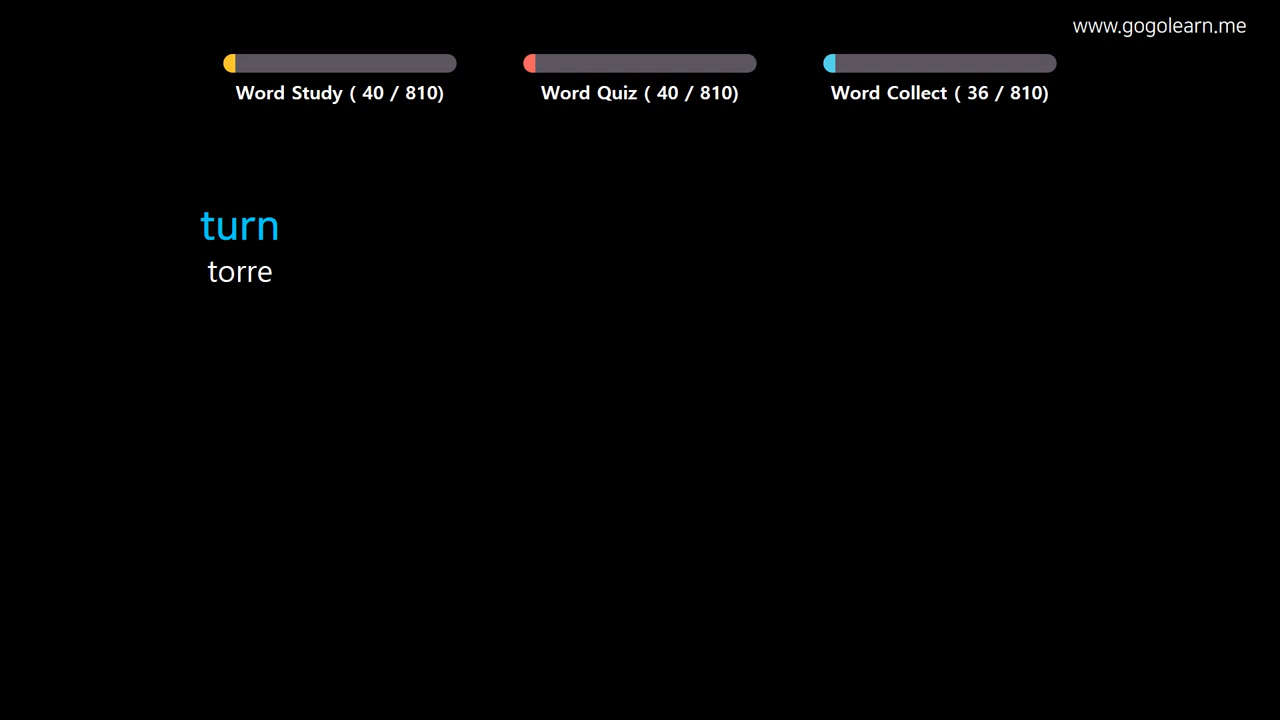 www.gogolearn.me
Word Study ( 40 / 810)
Word Quiz ( 40 / 810)
Word Collect ( 36 / 810)
turn
torre